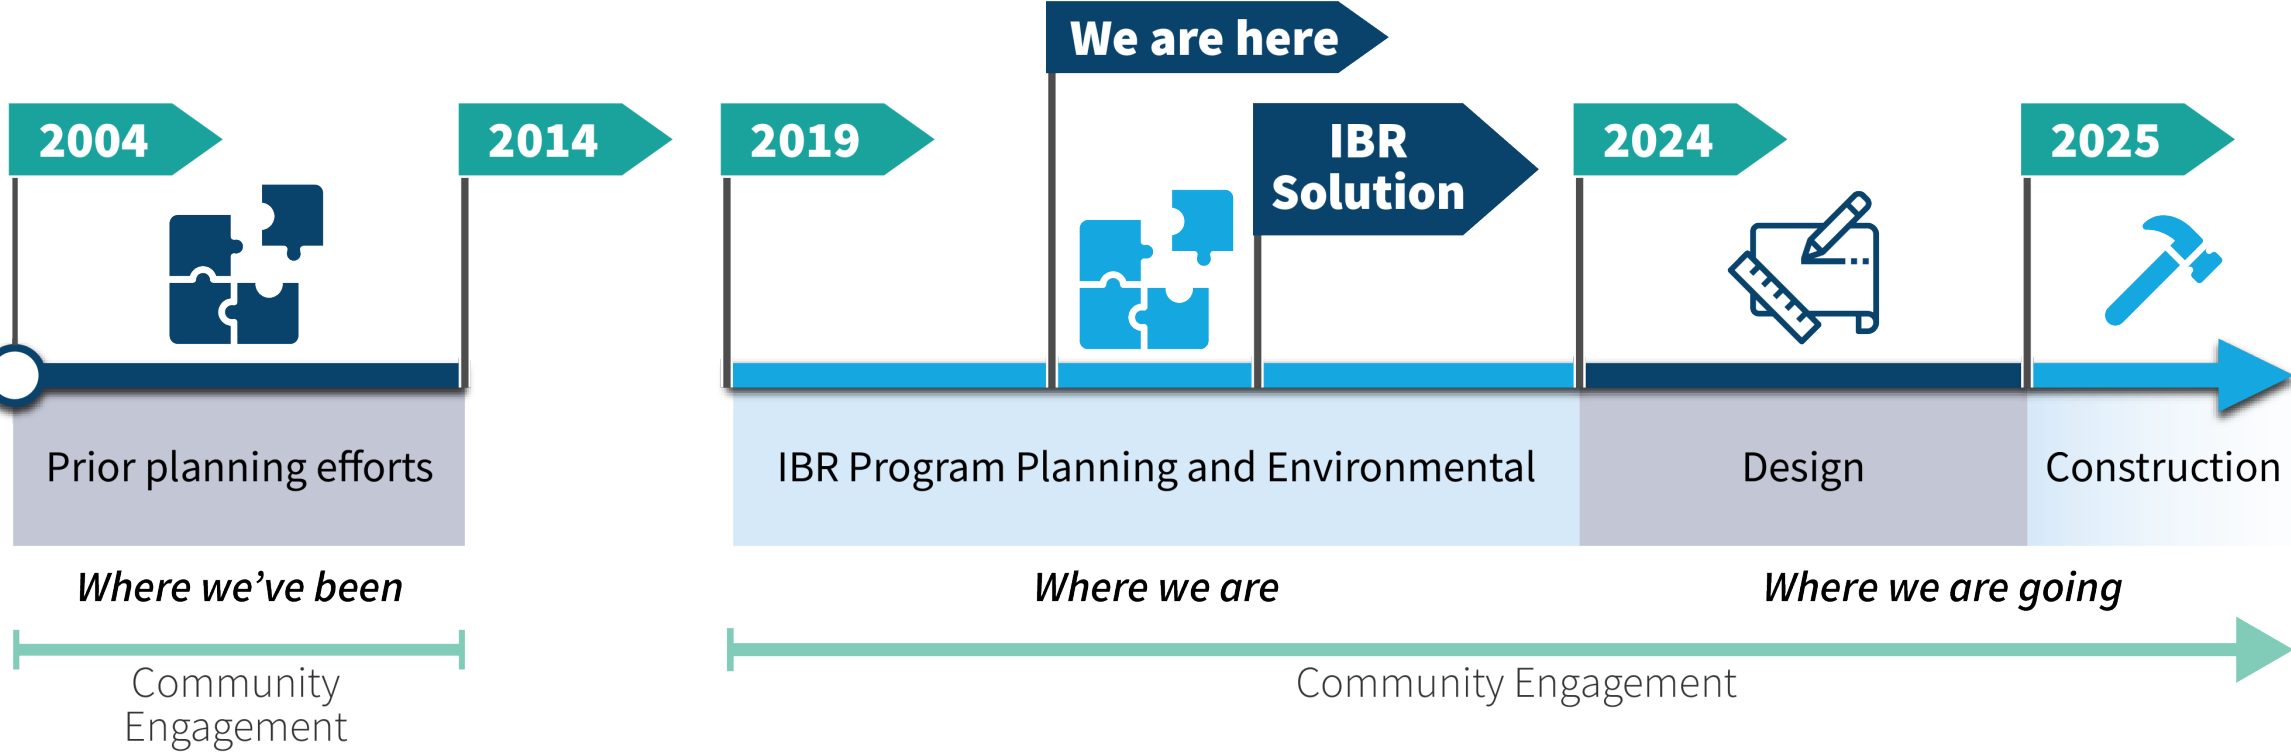 We are here
2004
2014
2019
IBR
Solution
2024
2025
Prior planning efforts
IBR Program Planning and Environmental
Design
Construction
Where we've been
Where we are
Where we are going
Community
Engagement
Community Engagement